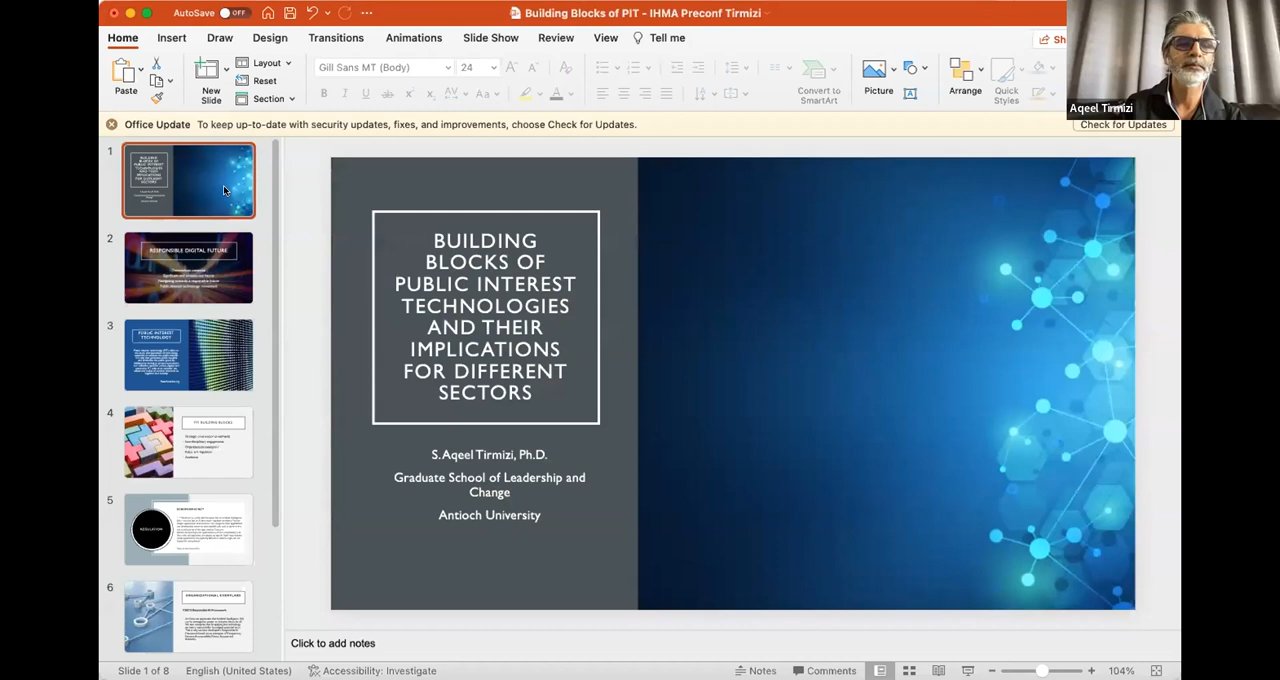 AutoSave OFF
Building Blocks of PIT - IHMA Preconf Tirmizi
Home Insert Draw Design Transitions Animations Slide Show Review View Tell me
Sh
Paste
New Slide
Layout
Reset
Section
Gill Sans MT (Body) 24
Convert to SmartArt
Picture
Arrange
Quick Styles
Aqeel Tirmizi
Office Update To keep up-to-date with security updates, fixes, and improvements, choose Check for Updates.
Check for Updates
1
2
RESPONSIBLE DIGITAL FUTURE
3
PUBLIC INTEREST
TECHNOLOGY
4
PIT BUILDING BLOCKS
5
REGULATION
6
ORGANIZATIONAL EXEMPLARS
BUILDING
BLOCKS OF
PUBLIC INTEREST
TECHNOLOGIES
AND THEIR
IMPLICATIONS
FOR DIFFERENT
SECTORS
S. Aqeel Tirmizi, Ph.D.
Graduate School of Leadership and
Change
Antioch University
Click to add notes
Slide 1 of 8 English (United States) Accessibility: Investigate Notes Comments 104%